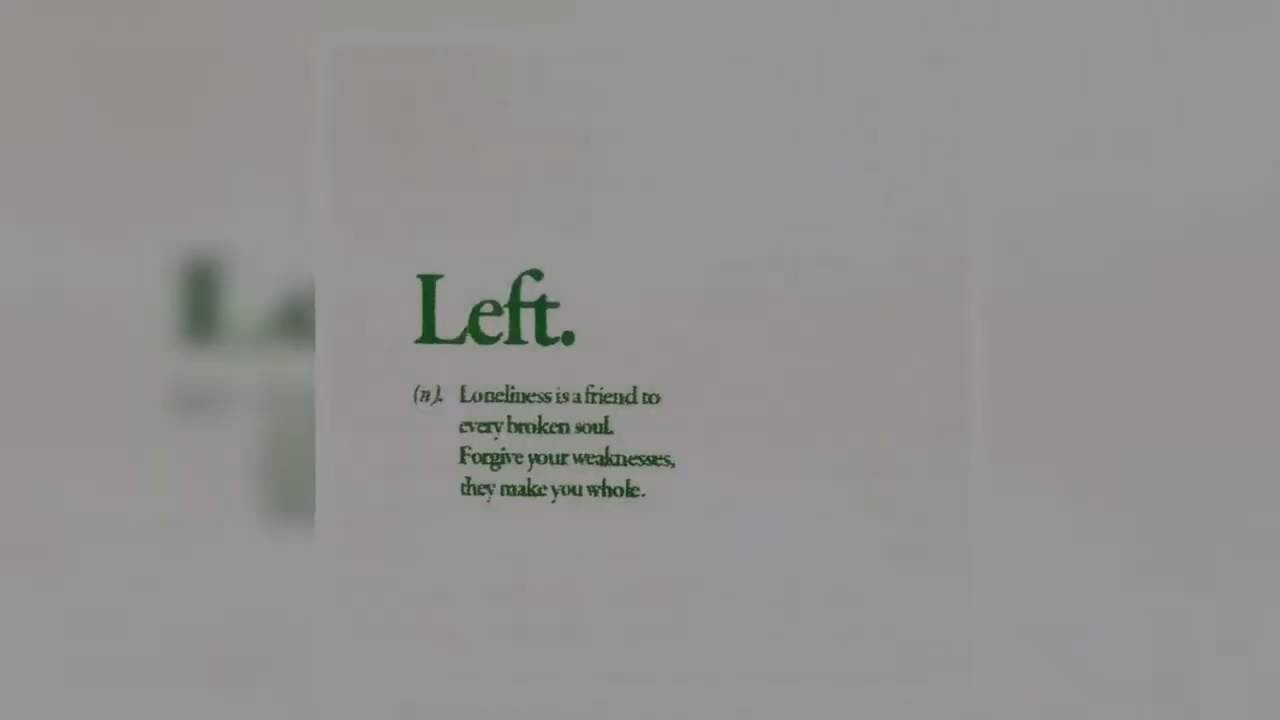 Left.
(n). Loneliness is a friend to
every broken soul.
Forgive your weaknesses,
they make you whole.